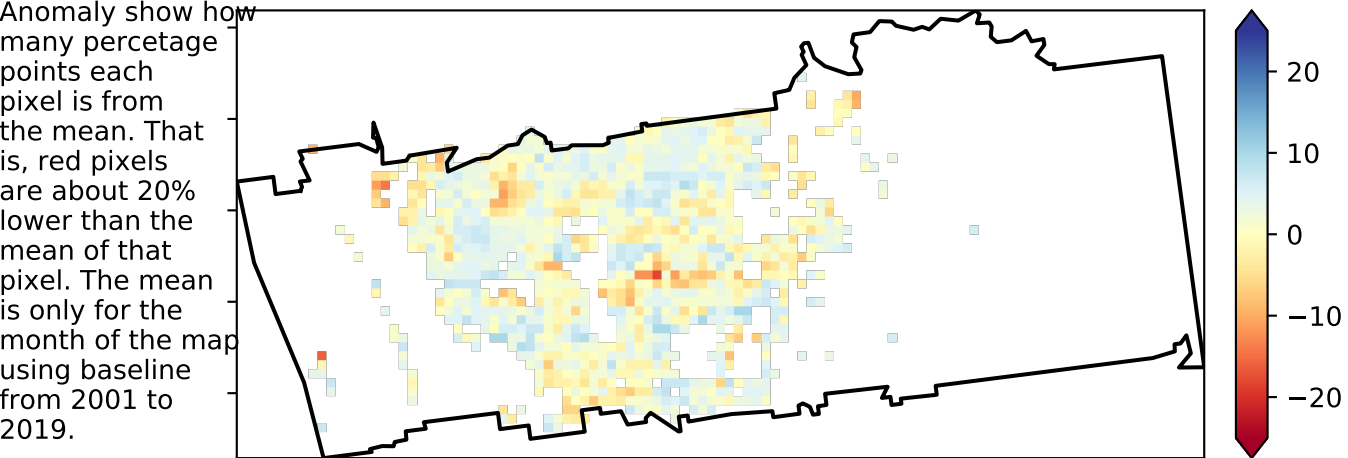 Anomaly show how
many percetage
points each
pixel is from
the mean. That
is, red pixels
are about 20%
lower than the
mean of that
pixel. The mean
is only for the
month of the map
using baseline
from 2001 to
2019.
20
10
0
−10
−20